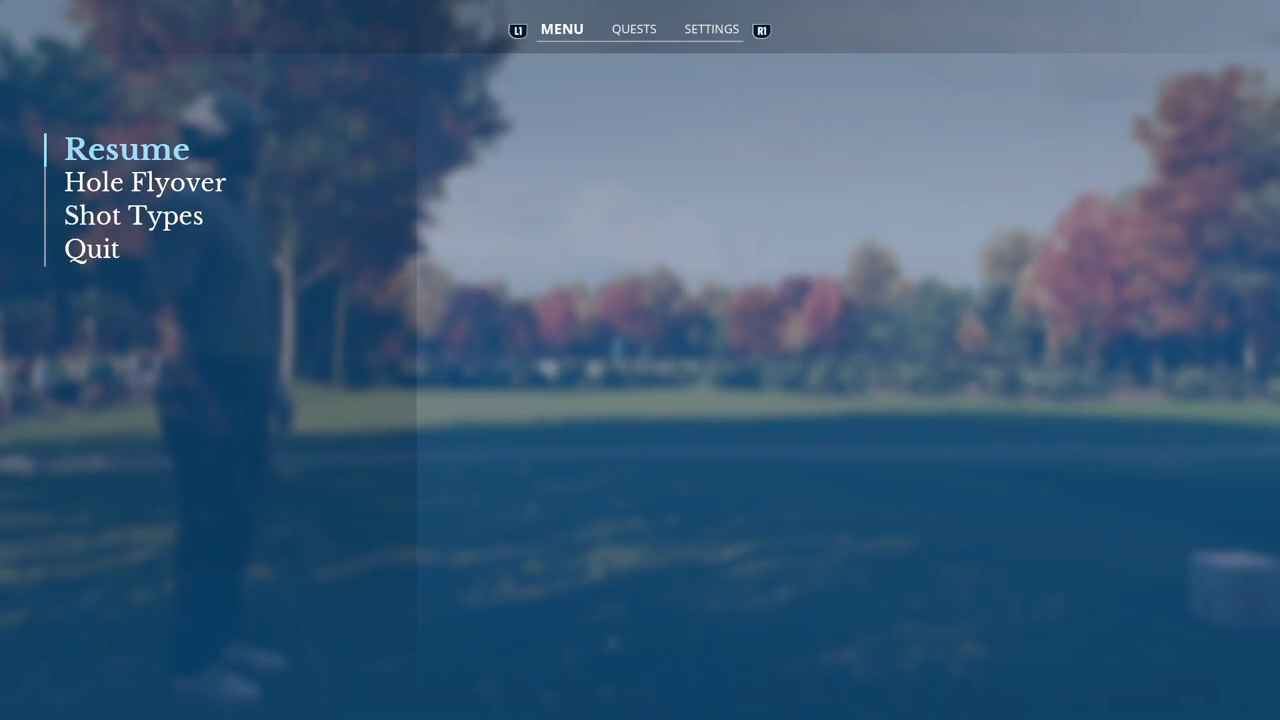 L1 MENU QUESTS SETTINGS R1
Resume
Hole Flyover
Shot Types
Quit